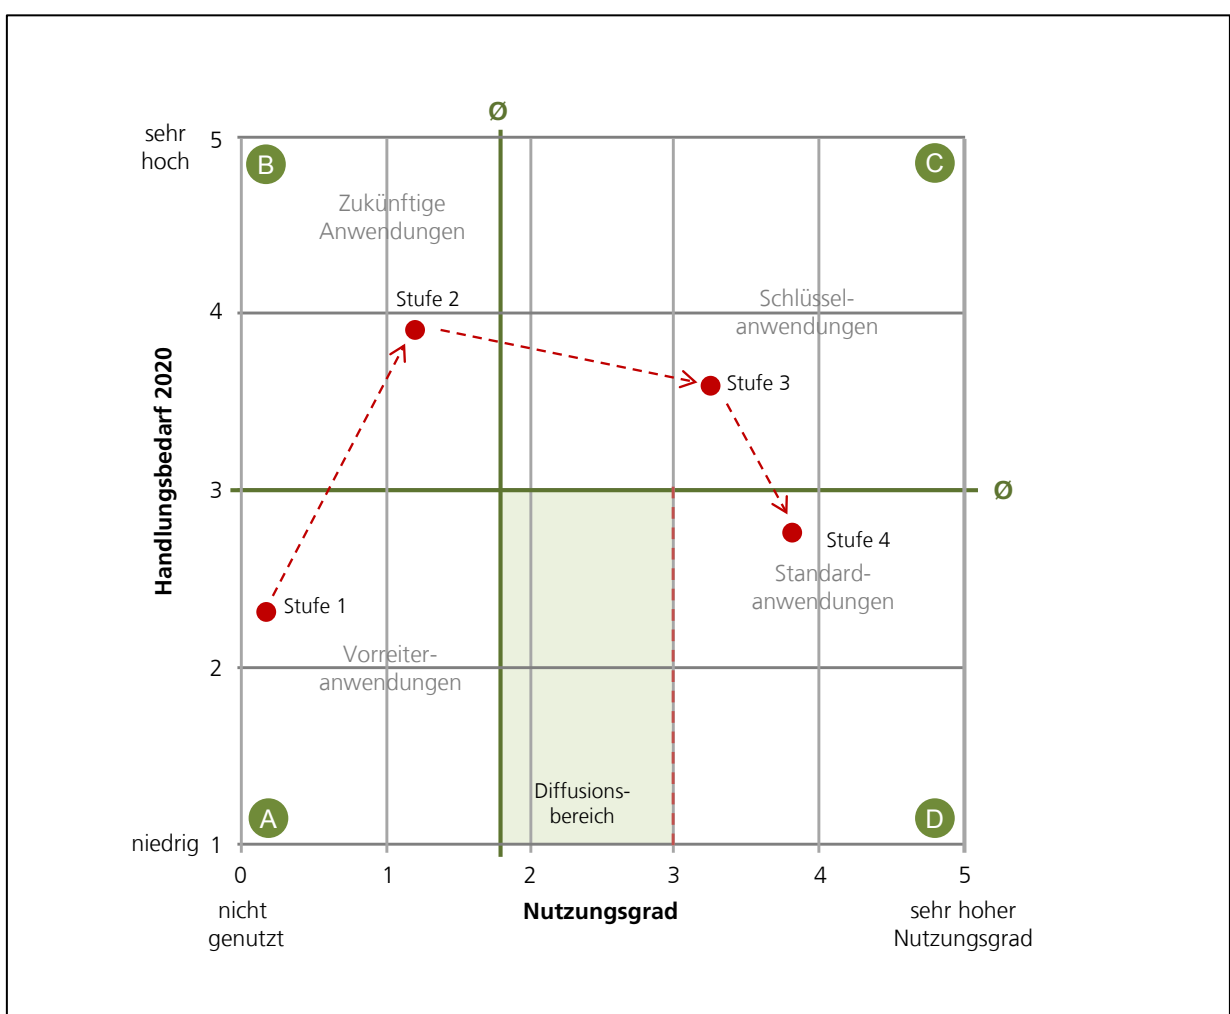 Ø
sehr
hoch
5
B
C
Zukünftige
Anwendungen
Stufe 2
4
Schlüssel-
anwendungen
Handlungsbedarf 2020
Stufe 3
3
Ø
Stufe 4
Standard-
anwendungen
Stufe 1
2
Vorreiter-
anwendungen
Diffusions-
bereich
A
D
niedrig 1
0 1 2 3 4 5
nicht
genutzt
Nutzungsgrad
sehr hoher
Nutzungsgrad